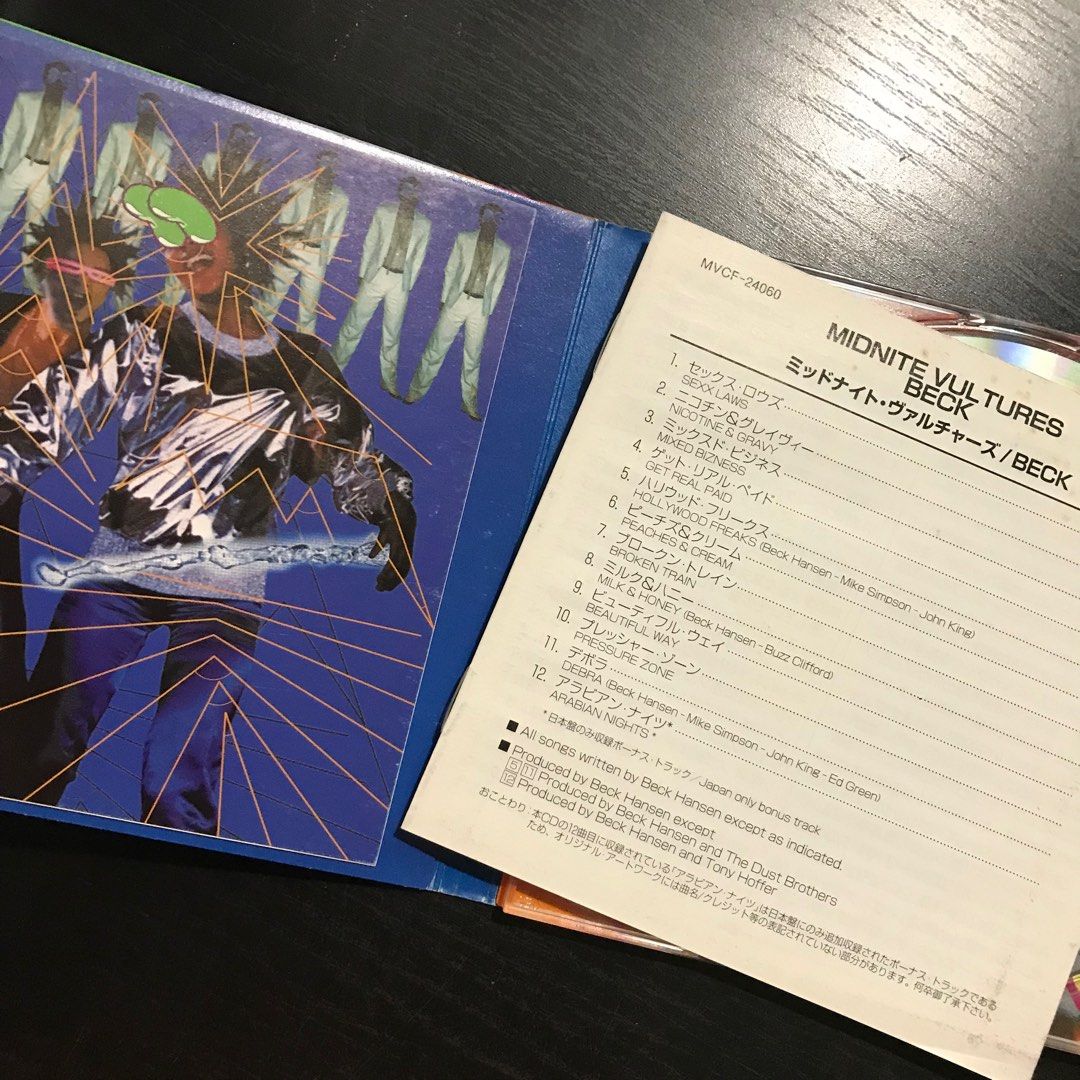 MVCF-24060
MIDNITE VULTURES
BECK
ミッドナイト・ヴァルチャーズ/BECK
1. セックス・ロウズ
SEXX LAWS
2. ニコチン&グレイヴィー
NICOTINE & GRAVY
3. ミックスド・ビジネス
MIXED BIZNESS
4. ゲット・リアル・ペイド
GET REAL PAID
5. ハリウッド・フリークス
HOLLYWOOD FREAKS (Beck Hansen - Mike Simpson - John King)
6. ピーチズ&クリーム
PEACHES & CREAM
7. ブロークン・トレイン
BROKEN TRAIN
8. ミルク&ハニー
MILK & HONEY (Beck Hansen - Buzz Clifford)
9. ビューティフル・ウェイ
BEAUTIFUL WAY
10. プレッシャー・ゾーン
PRESSURE ZONE
11. デボラ
DEBRA (Beck Hansen - Mike Simpson - John King - Ed Green)
12. アラビアン・ナイツ*
ARABIAN NIGHTS *
*日本盤のみ収録ボーナス・トラック/Japan only bonus track
■ All songs written by Beck Hansen except as indicated.
■ Produced by Beck Hansen except
5 11 Produced by Beck Hansen and The Dust Brothers
12 Produced by Beck Hansen and Tony Hoffer
おことわり:本CDの12曲目に収録されている「アラビアン・ナイツ」は日本盤にのみ追加収録されたボーナス・トラックである
ため、オリジナル・アートワークには曲名/クレジット等の表記されていない部分があります。何卒御了承下さい。